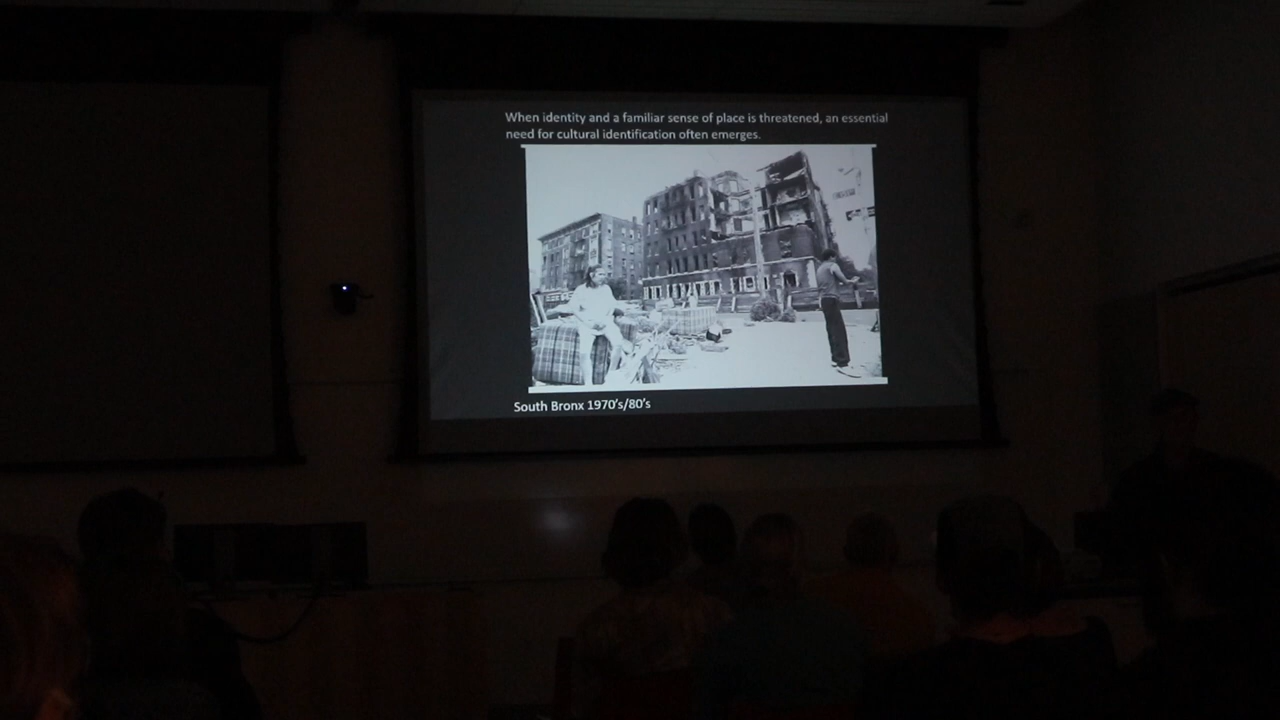 When identity and a familiar sense of place is threatened, an essential
need for cultural identification often emerges.
South Bronx 1970's/80's